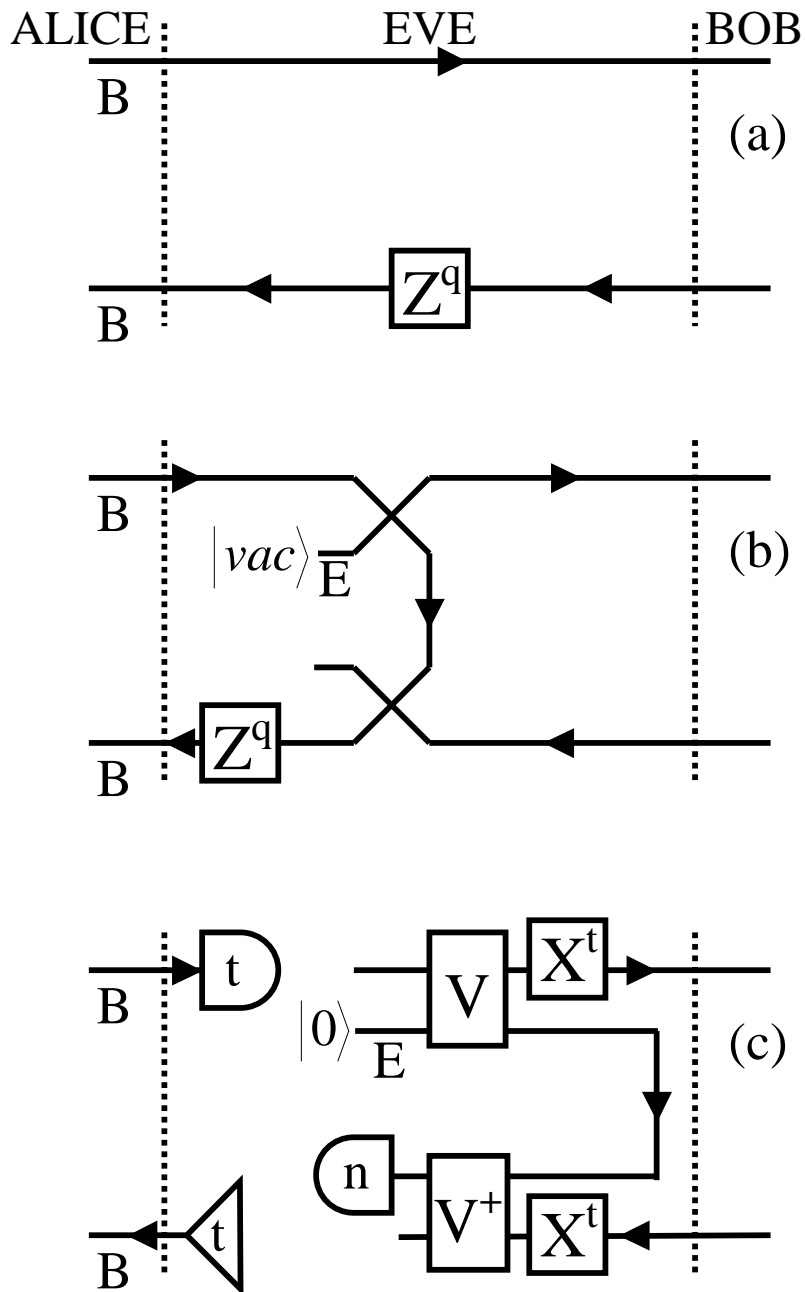 ALICE EVE BOB
B
(a)
Z^q
B
B
|vac⟩
E
(b)
Z^q
B
t V X^t
B
|0⟩
E
(c)
n
t V^+ X^t
B